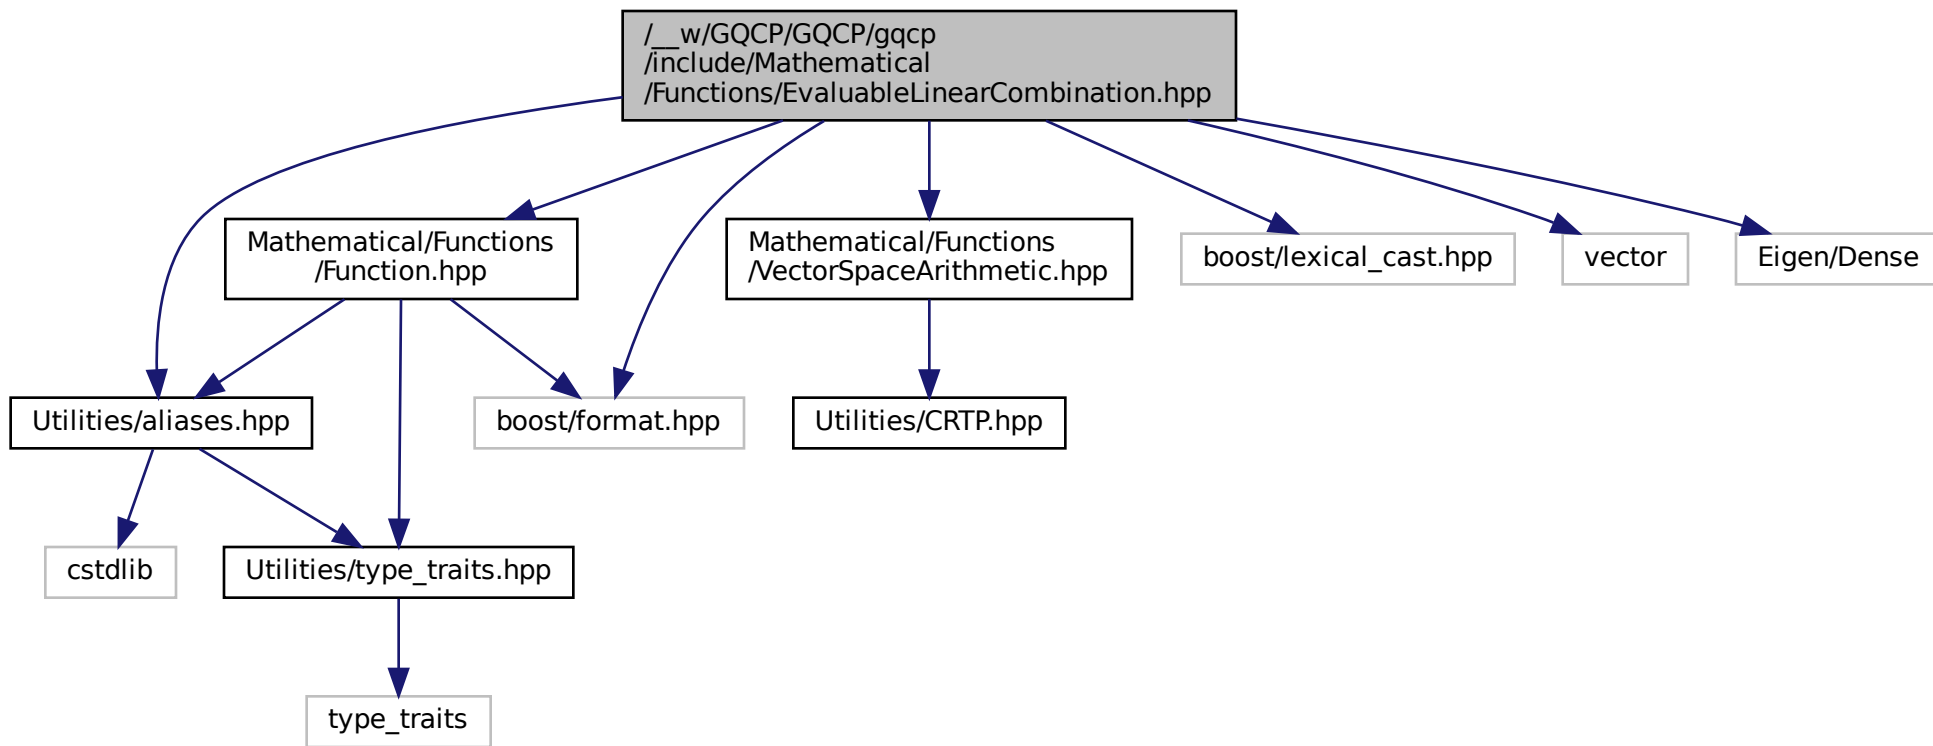 /__w/GQCP/GQCP/gqcp
/include/Mathematical
/Functions/EvaluableLinearCombination.hpp
Mathematical/Functions
/Function.hpp
Mathematical/Functions
/VectorSpaceArithmetic.hpp
boost/lexical_cast.hpp
vector
Eigen/Dense
Utilities/aliases.hpp
boost/format.hpp
Utilities/CRTP.hpp
cstdlib
Utilities/type_traits.hpp
type_traits